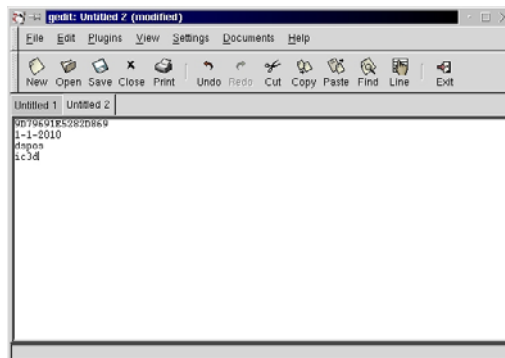 gedit: Untitled 2 (modified)
File Edit Plugins View Settings Documents Help
New Open Save Close Print Undo Redo Cut Copy Paste Find Line Exit
Untitled 1 Untitled 2
9D79691E5282D869
1-1-2010
dspos
ic3d